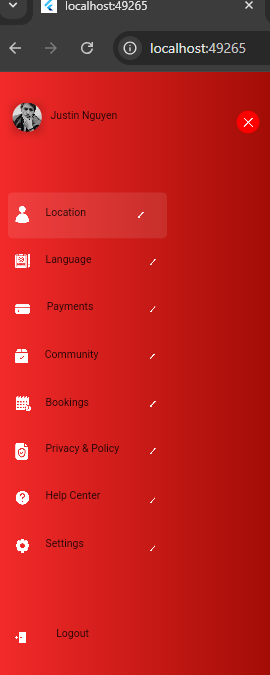 localhost:49265
localhost:49265
Justin Nguyen
Location
Language
Payments
Community
Bookings
Privacy & Policy
Help Center
Settings
Logout